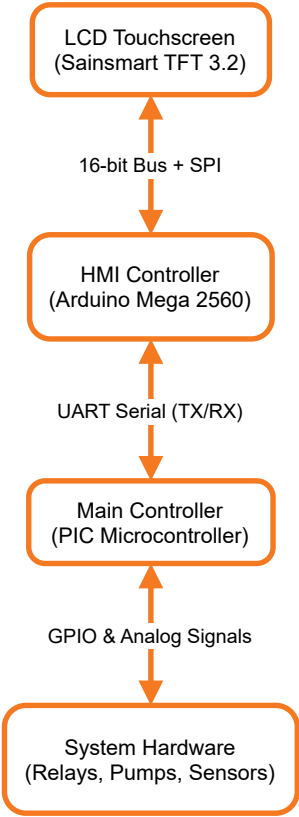 LCD Touchscreen
(Sainsmart TFT 3.2)
16-bit Bus + SPI
HMI Controller
(Arduino Mega 2560)
UART Serial (TX/RX)
Main Controller
(PIC Microcontroller)
GPIO & Analog Signals
System Hardware
(Relays, Pumps, Sensors)